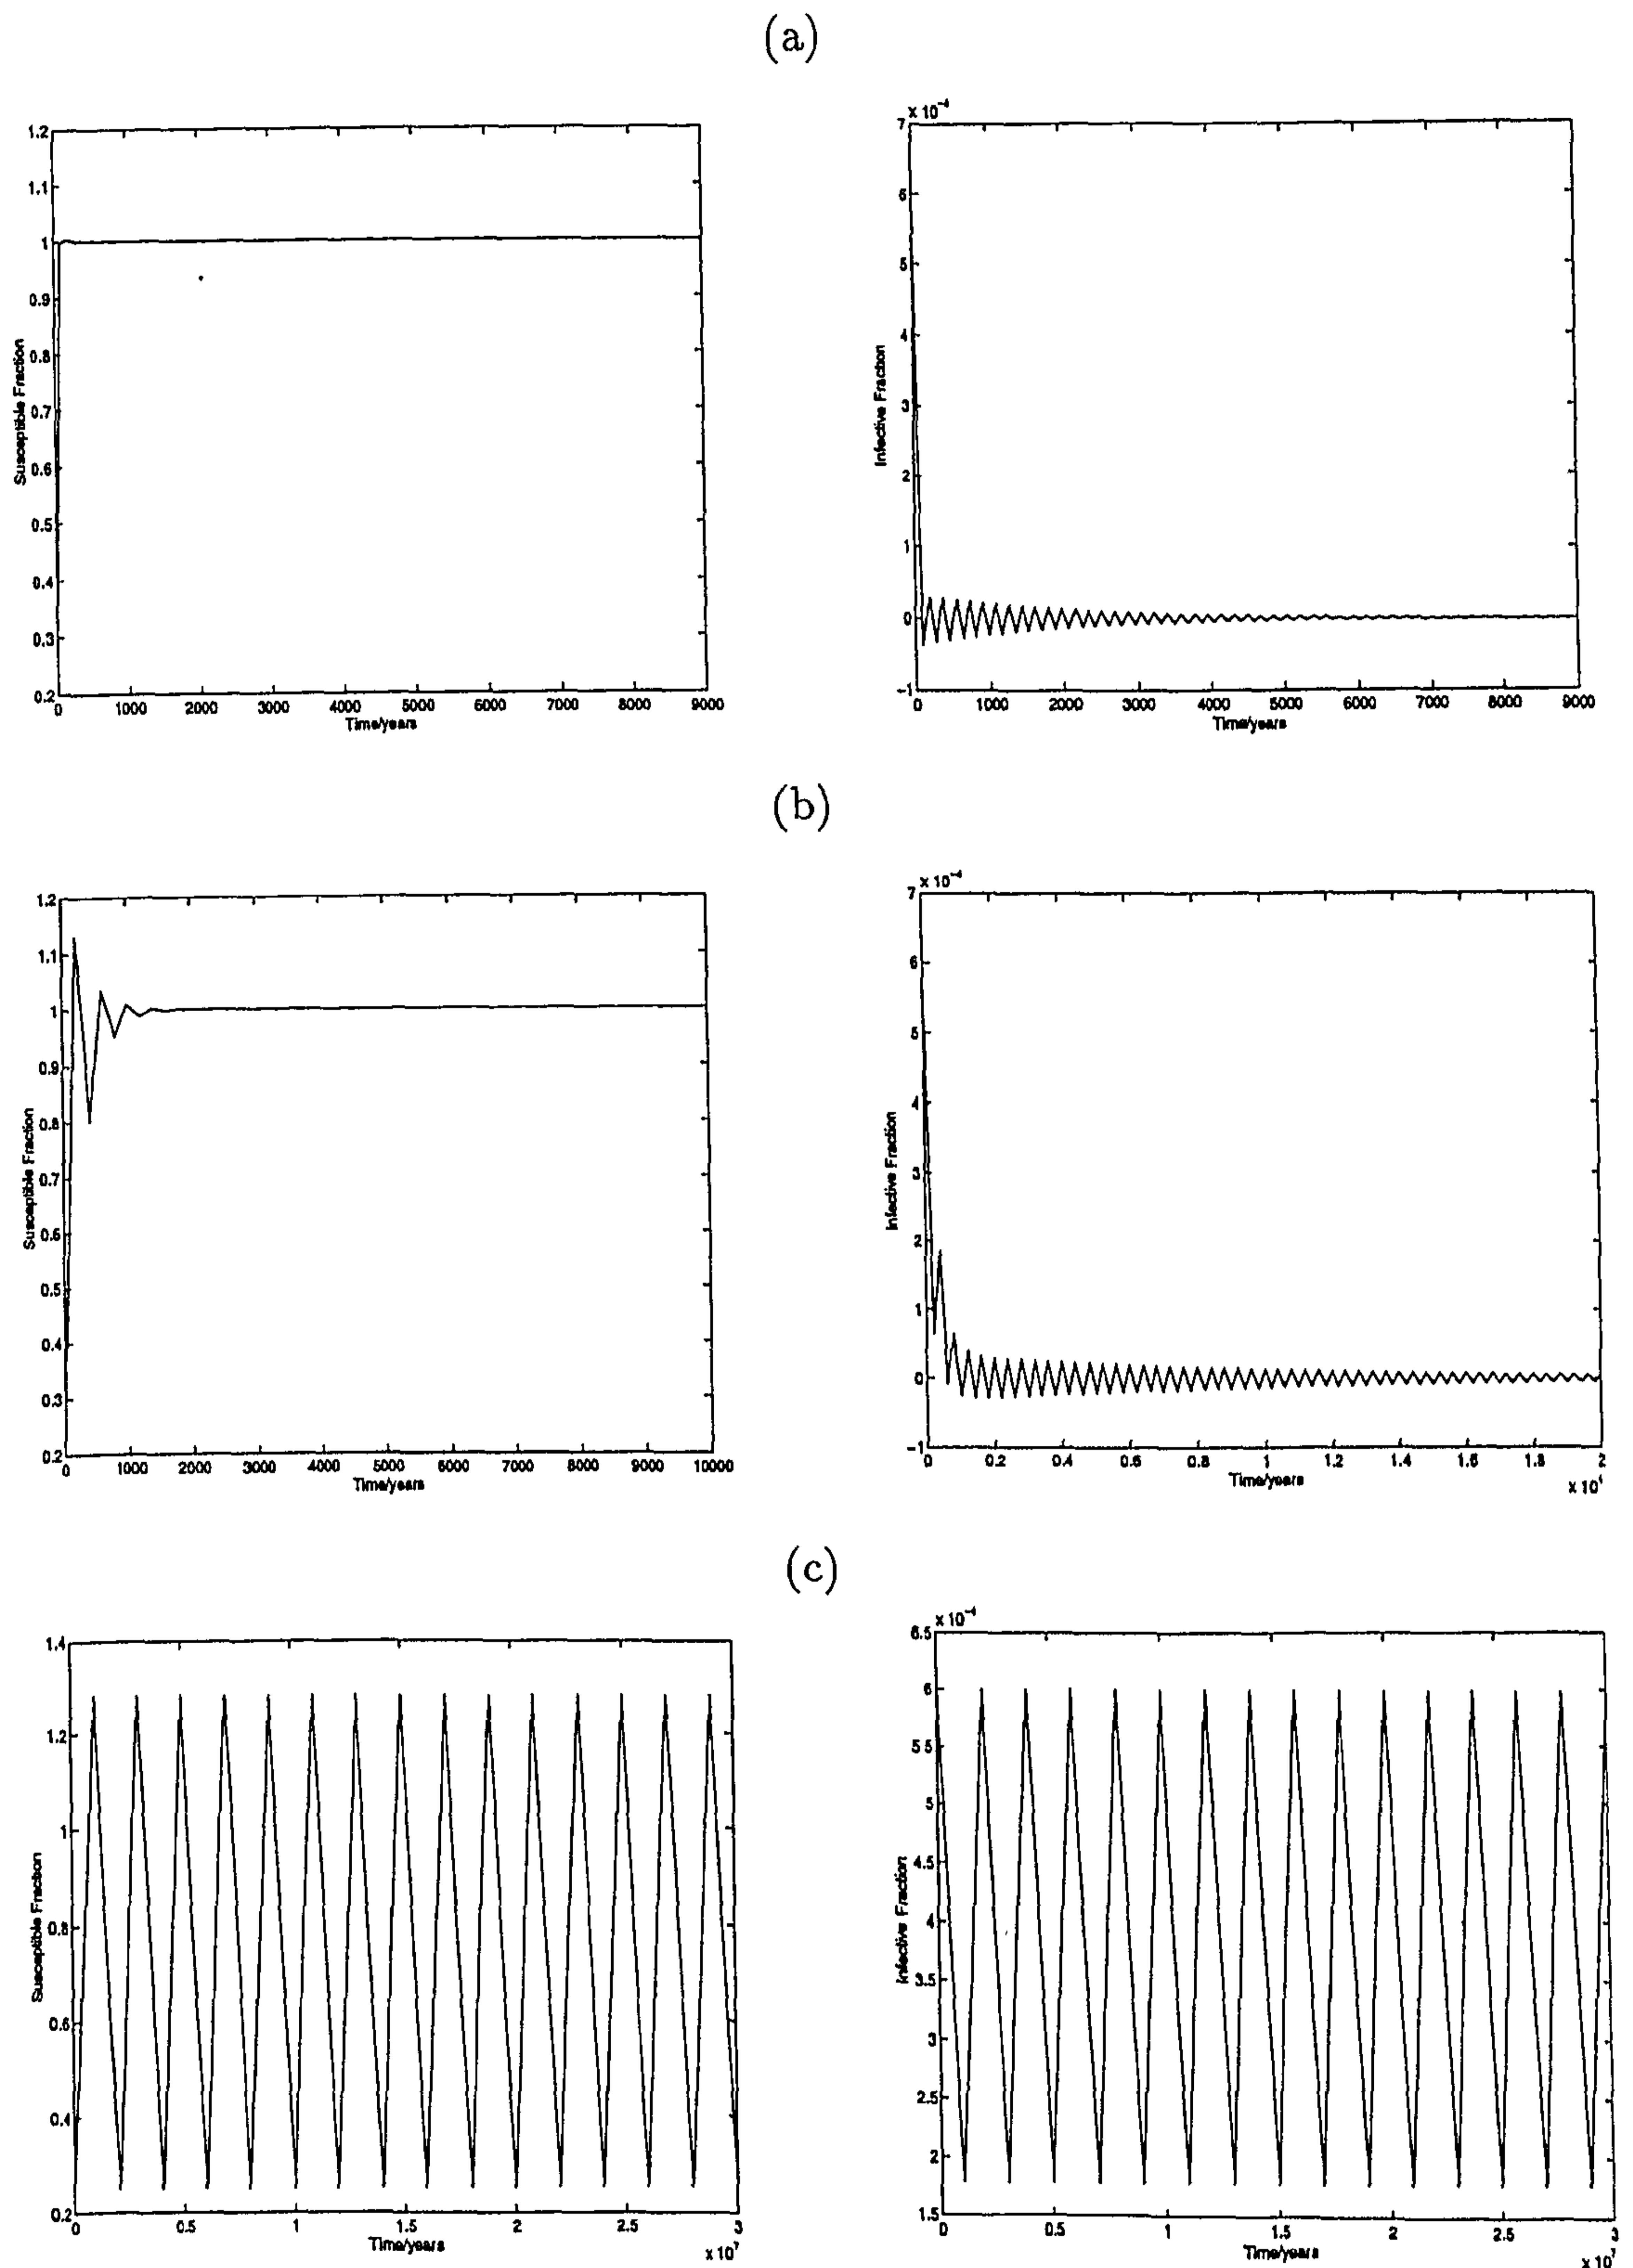 (a)
1.2
1.1
1
0.9
0.8
0.7
0.6
0.5
0.4
0.3
0.2
Susceptible Fraction
0 1000 2000 3000 4000 5000 6000 7000 8000 9000
Time/years
x 10⁻⁴
7
6
5
4
3
2
1
0
-1
Infective Fraction
0 1000 2000 3000 4000 5000 6000 7000 8000 9000
Time/years
(b)
1.2
1.1
1
0.9
0.8
0.7
0.6
0.5
0.4
0.3
0.2
Susceptible Fraction
0 1000 2000 3000 4000 5000 6000 7000 8000 9000 10000
Time/years
x 10⁻⁴
7
6
5
4
3
2
1
0
-1
Infective Fraction
0 0.2 0.4 0.6 0.8 1 1.2 1.4 1.6 1.8 2
Time/years
x 10⁴
(c)
1.4
1.2
1
0.8
0.6
0.4
0.2
Susceptible Fraction
0 0.5 1 1.5 2 2.5 3
Time/years
x 10⁷
x 10⁻⁴
6.5
6
5.5
5
4.5
4
3.5
3
2.5
2
1.5
Infective Fraction
0 0.5 1 1.5 2 2.5 3
Time/years
x 10⁷